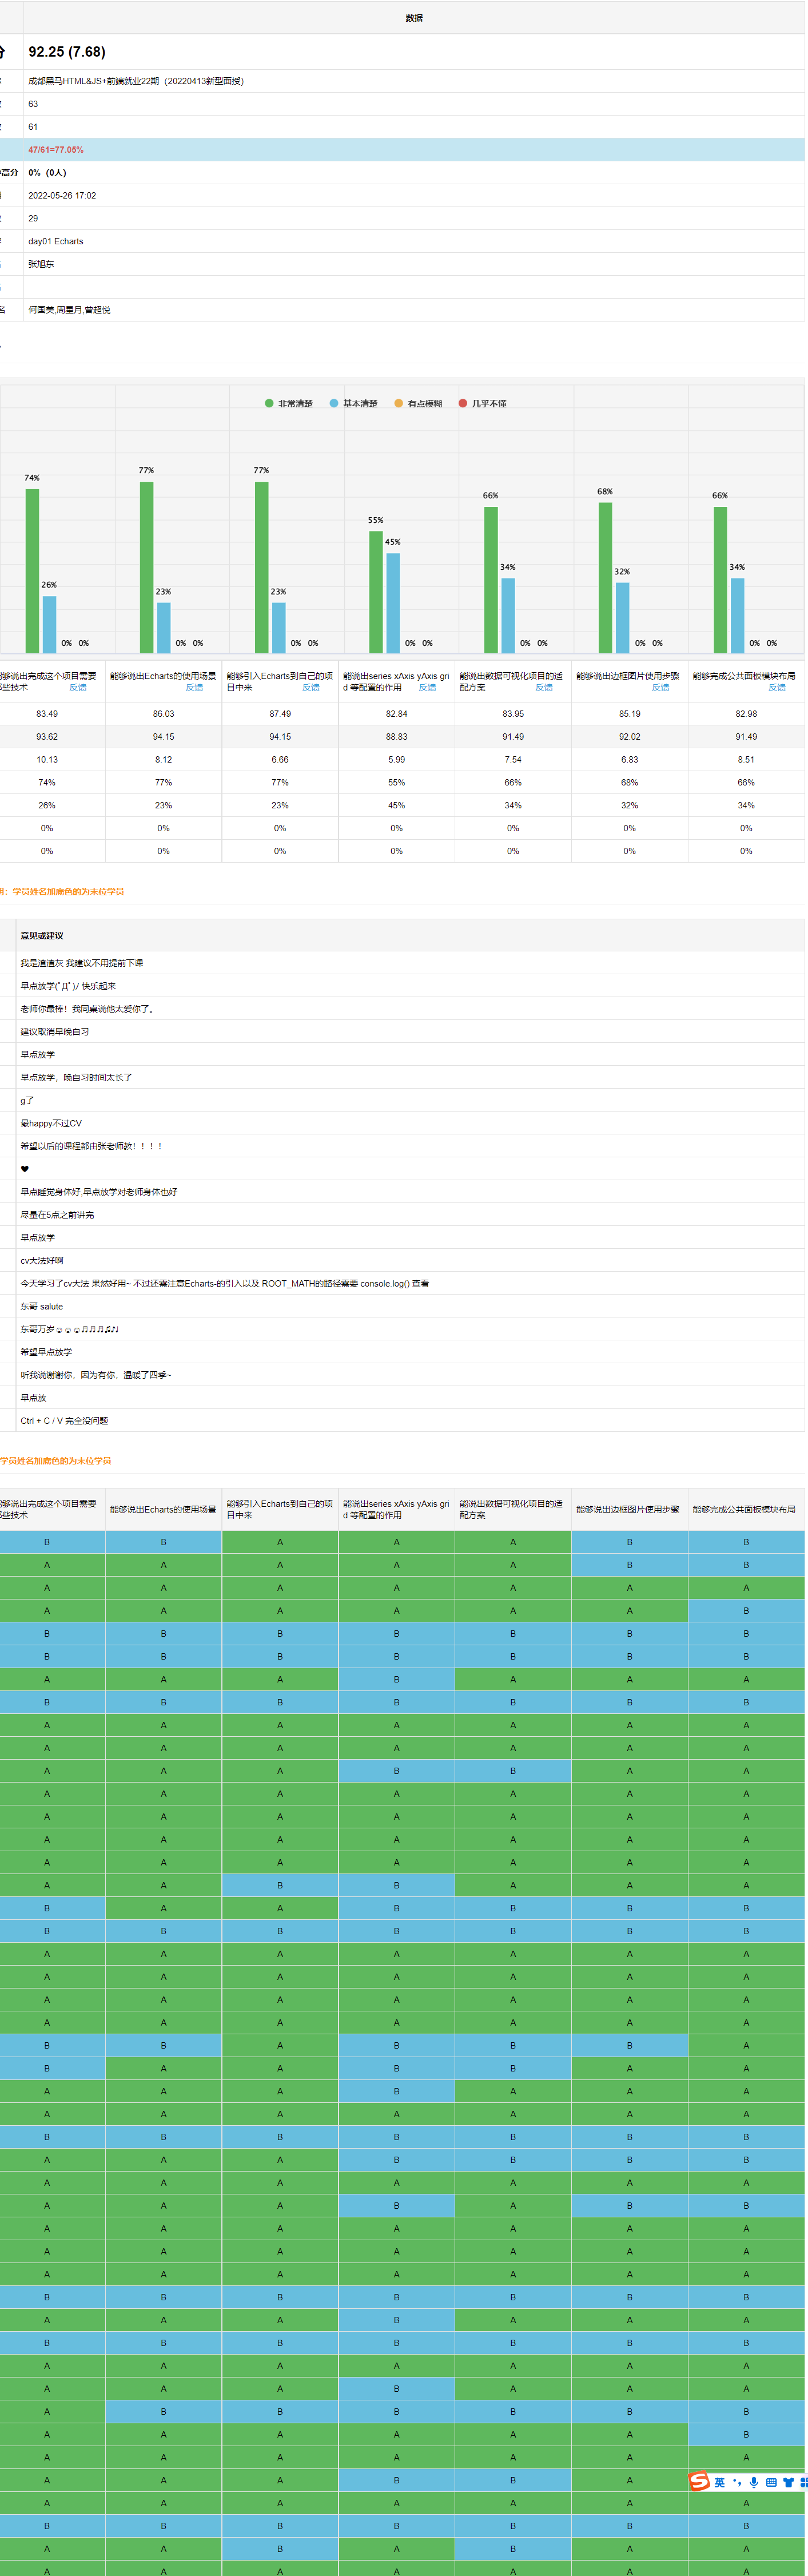 数据
分 92.25 (7.68)
成都黑马HTML&JS+前端就业22期（20220413新型面授）
63
61
47/61=77.05%
高分 0%（0人）
2022-05-26 17:02
29
day01 Echarts
张旭东
名 何国美,周星月,曾超悦
非常清楚 基本清楚 有点模糊 几乎不懂
74% 26% 0% 0% 77% 23% 0% 0% 77% 23% 0% 0% 55% 45% 0% 0% 66% 34% 0% 0% 68% 32% 0% 0% 66% 34% 0% 0%
能够说出完成这个项目需要 能够说出Echarts的使用场景 能够引入Echarts到自己的项 能说出series xAxis yAxis gri 能说出数据可视化项目的适 能够说出边框图片使用步骤 能够完成公共面板模块布局
些技术 反馈 反馈 目中来 反馈 d 等配置的作用 反馈 配方案 反馈 反馈 反馈
83.49 86.03 87.49 82.84 83.95 85.19 82.98
93.62 94.15 94.15 88.83 91.49 92.02 91.49
10.13 8.12 6.66 5.99 7.54 6.83 8.51
74% 77% 77% 55% 66% 68% 66%
26% 23% 23% 45% 34% 32% 34%
0% 0% 0% 0% 0% 0% 0%
0% 0% 0% 0% 0% 0% 0%
明：学员姓名加底色的为末位学员
意见或建议
我是渣渣灰 我建议不用提前下课
早点放学(ﾟДﾟ)/ 快乐起来
老师你最棒！我同桌说他太爱你了。
建议取消早晚自习
早点放学
早点放学，晚自习时间太长了
g了
最happy不过CV
希望以后的课程都由张老师教！！！！
♥
早点睡觉身体好,早点放学对老师身体也好
尽量在5点之前讲完
早点放学
cv大法好啊
今天学习了cv大法 果然好用~ 不过还需注意Echarts-的引入以及 ROOT_MATH的路径需要 console.log() 查看
东哥 salute
东哥万岁☺☺☺♬♬♬♫♪♩
希望早点放学
听我说谢谢你，因为有你，温暖了四季~
早点放
Ctrl + C / V 完全没问题
学员姓名加底色的为末位学员
能够说出完成这个项目需要 能够说出Echarts的使用场景 能够引入Echarts到自己的项 能说出series xAxis yAxis gri 能说出数据可视化项目的适 能够说出边框图片使用步骤 能够完成公共面板模块布局
些技术 目中来 d 等配置的作用 配方案
B B A A A B B
A A A A A B B
A A A A A A A
A A A A A A B
B B B B B B B
B B B B B B B
A A A B A A A
B B B B B B B
A A A A A A A
A A A A A A A
A A A B B A A
A A A A A A A
A A A A A A A
A A A A A A A
A A A A A A A
A A B B A A A
B A A B B B B
B B B B B B B
A A A A A A A
A A A A A A A
A A A A A A A
A A A A A A A
B B A B B B A
B A A B B A A
A A A B A A A
A A A A A A A
B B B B B B B
A A A B B B B
A A A A A A A
A A A B A B B
A A A A A A A
A A A A A A A
A A A A A A A
B B B B B B B
A A A B A A A
B B B B B B B
A A A A A A A
A A A B A A A
A B B B B B B
A A A A A A B
A A A A A A A
A A A B B A
英
A A A A A A A
B B B B B B B
A A B A B A A
A A A A A A A